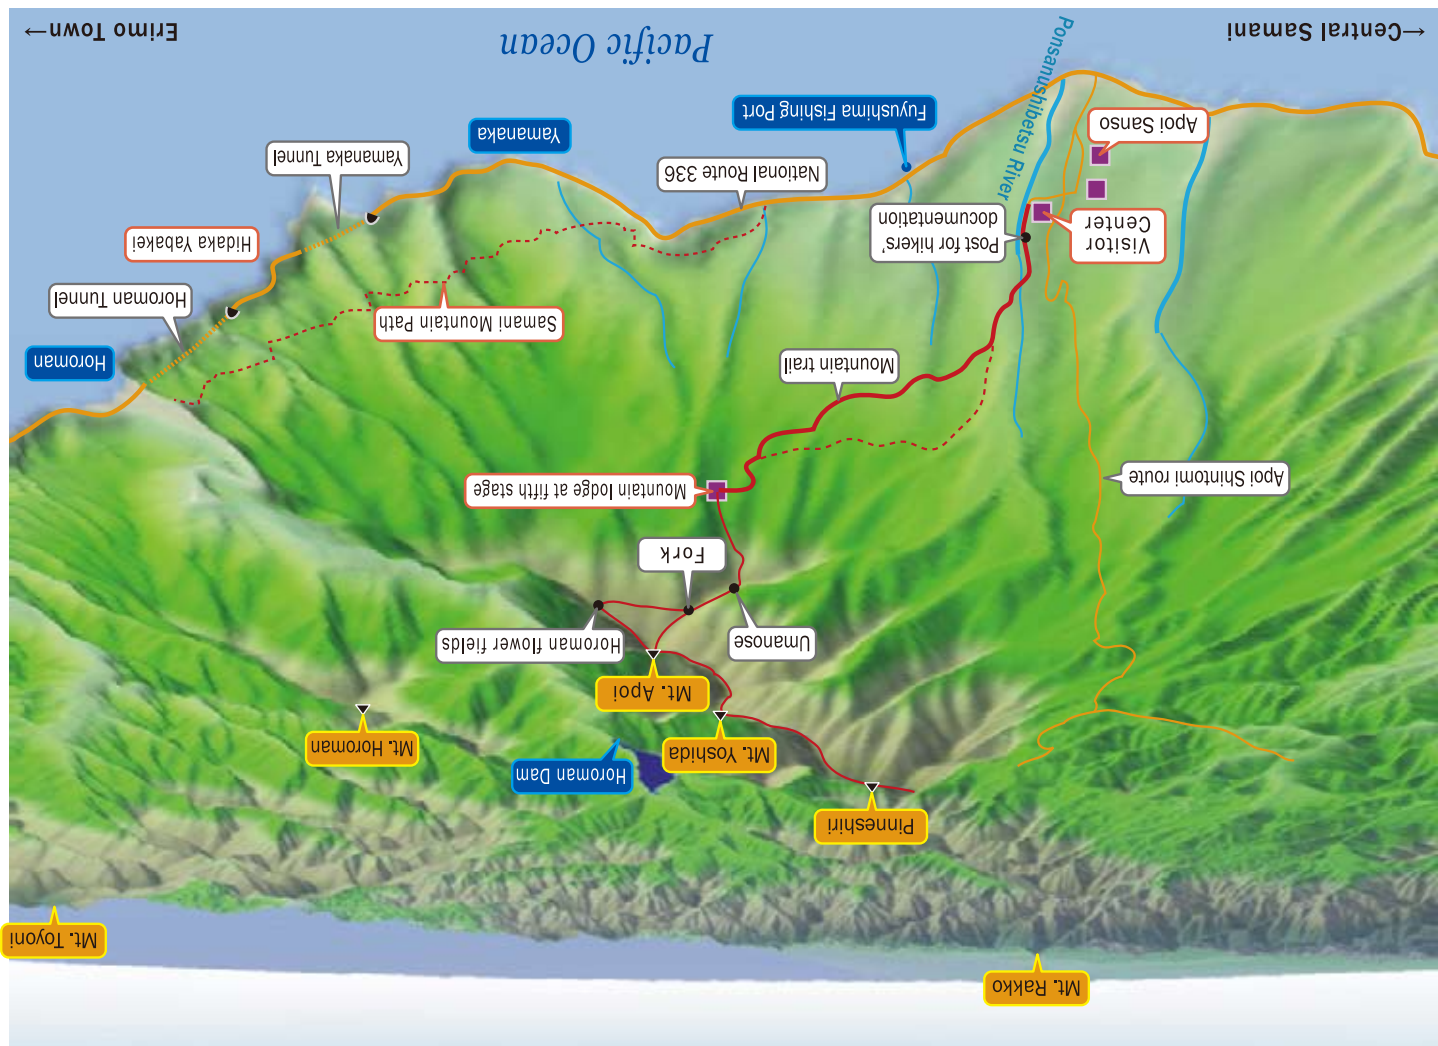 Mt. Rakko
Mt. Toyoni
Pinneshiri
Mt. Yoshida
Horoman Dam
Mt. Horoman
Mt. Apoi
Umanose
Horoman flower fields
Fork
Mountain lodge at fifth stage
Apoi Shintomi route
Mountain trail
Horoman
Samani Mountain Path
Horoman Tunnel
Hidaka Yabakei
Visitor
Center
Post for hikers'
documentation
National Route 336
Yamanaka Tunnel
Apoi Sanso
Ponsanushibetsu River
Fuyushima Fishing Port
Yamanaka
Pacific Ocean
←Central Samani
Erimo Town→